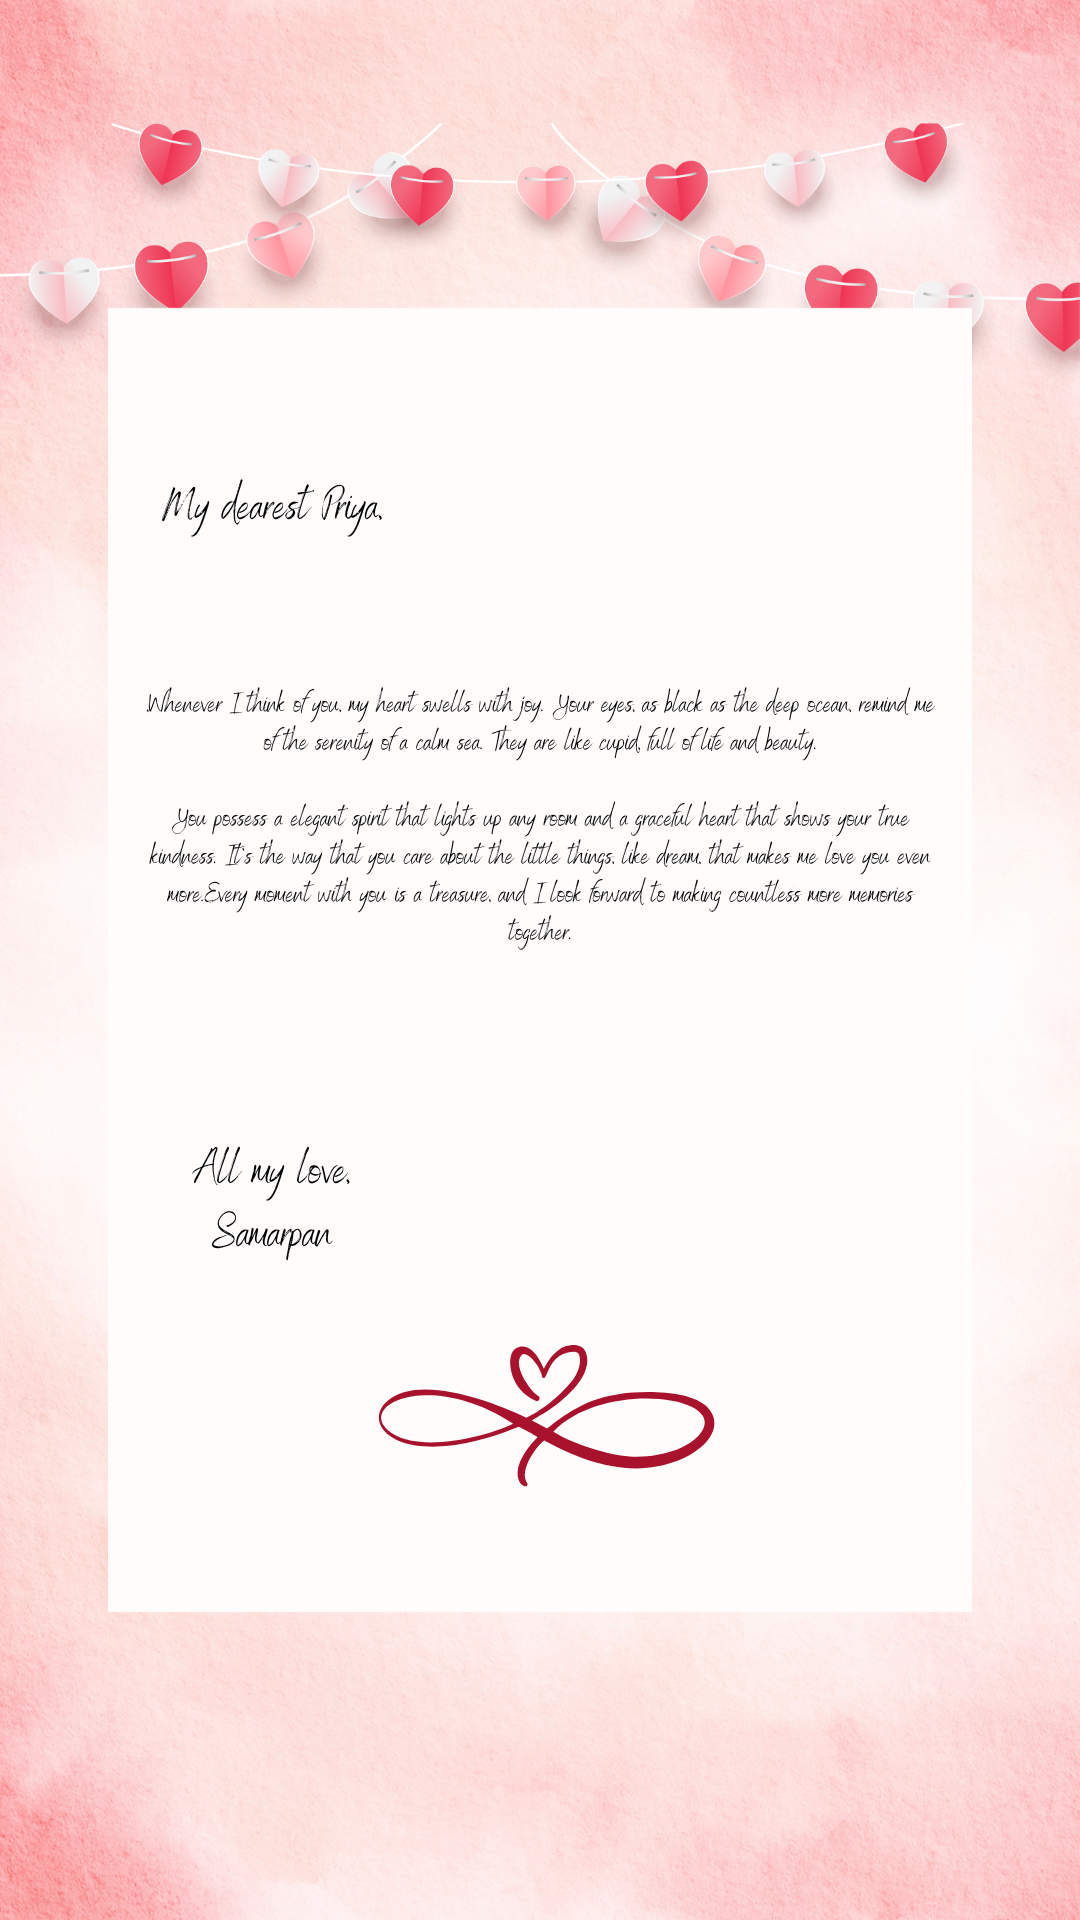 My dearest Priya,
Whenever I think of you, my heart swells with joy. Your eyes, as black as the deep ocean, remind me
of the serenity of a calm sea. They are like cupid, full of life and beauty.
You possess a elegant spirit that lights up any room and a graceful heart that shows your true
kindness. It's the way that you care about the little things, like dream, that makes me love you even
more.Every moment with you is a treasure, and I look forward to making countless more memories
together.
All my love,
Samarpan